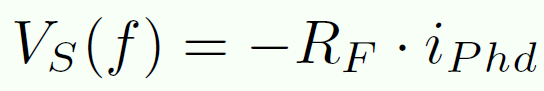 V_S(f) = −R_F · i_{Phd}